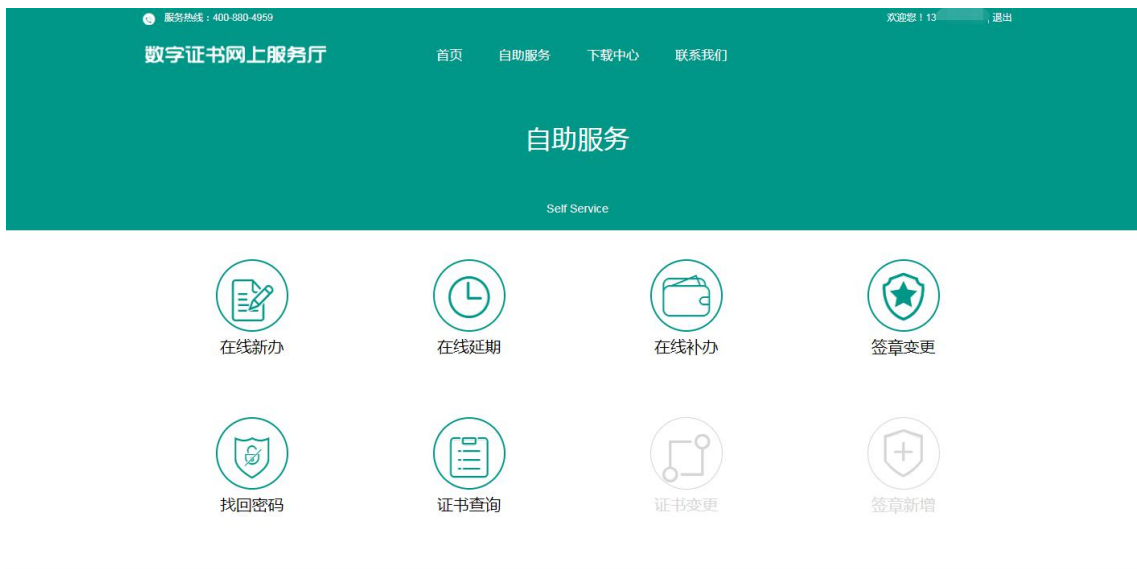 服务热线：400-880-4959
欢迎您！13 退出
数字证书网上服务厅 首页 自助服务 下载中心 联系我们
自助服务
Self Service
在线新办 在线延期 在线补办 签章变更
找回密码 证书查询 证书变更 签章新增